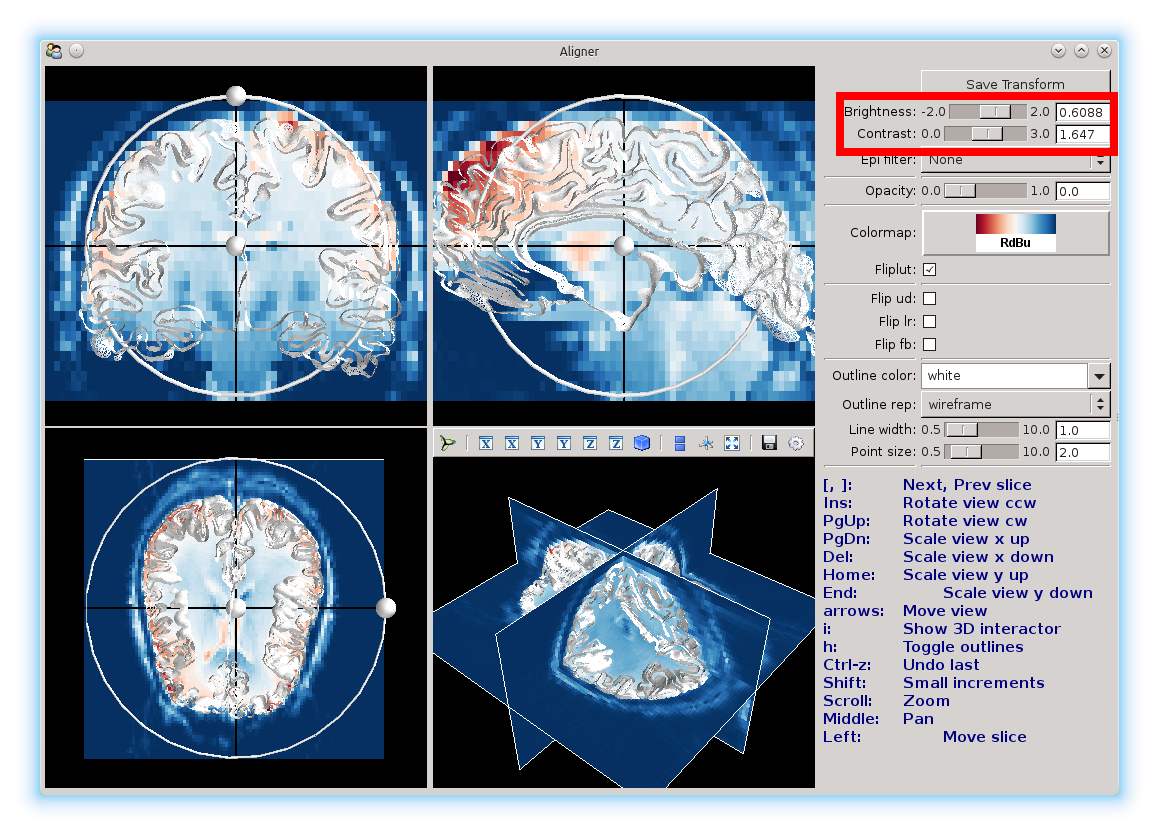 Aligner
Save Transform
Brightness: -2.0 2.0 0.6088
Contrast: 0.0 3.0 1.647
Epi filter: None
Opacity: 0.0 1.0 0.0
Colormap: RdBu
Fliplut:
Flip ud:
Flip lr:
Flip fb:
Outline color: white
Outline rep: wireframe
Line width: 0.5 10.0 1.0
Point size: 0.5 10.0 2.0
X X Y Y Z Z
[, ]: Next, Prev slice
Ins: Rotate view ccw
PgUp: Rotate view cw
PgDn: Scale view x up
Del: Scale view x down
Home: Scale view y up
End: Scale view y down
arrows: Move view
i: Show 3D interactor
h: Toggle outlines
Ctrl-z: Undo last
Shift: Small increments
Scroll: Zoom
Middle: Pan
Left: Move slice